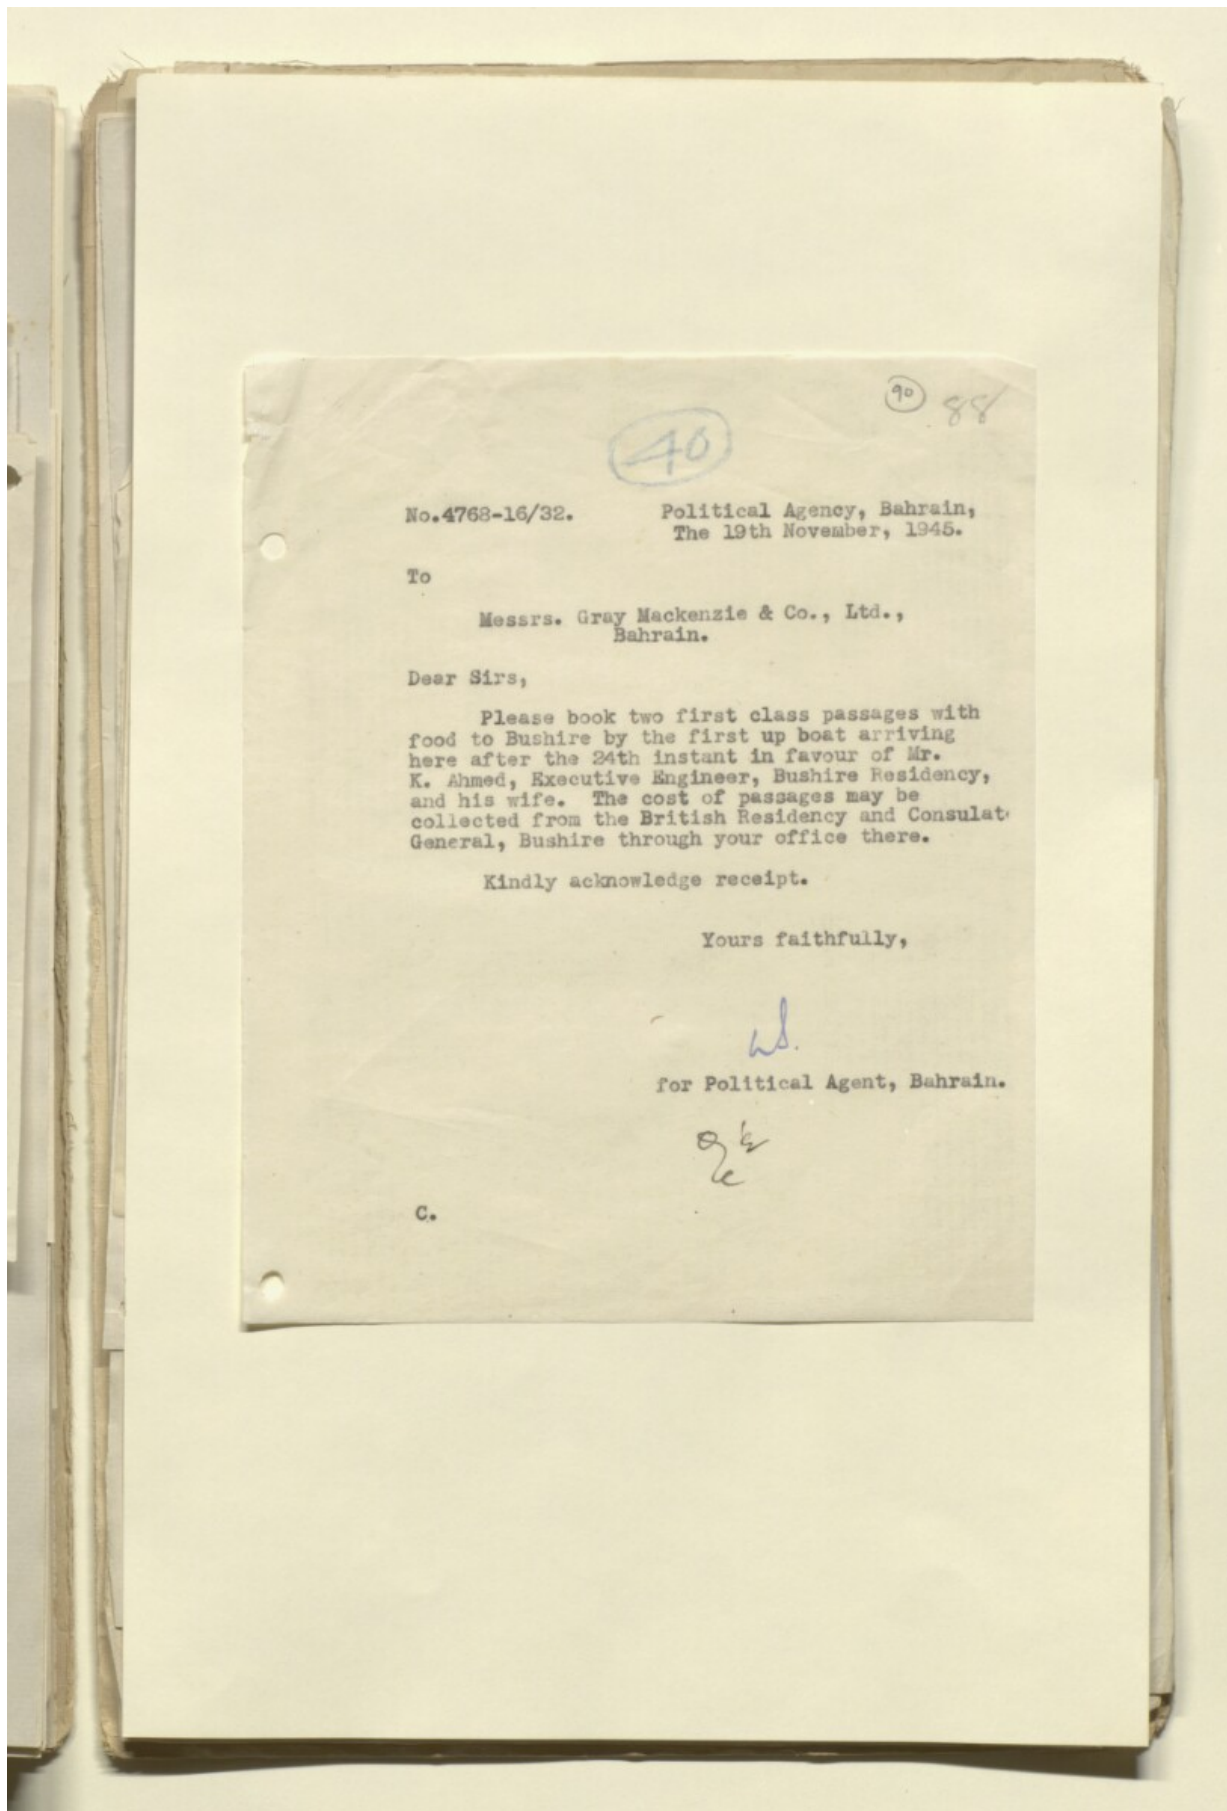 90
88
40
No.4768-16/32. Political Agency, Bahrain,
The 19th November, 1945.
To
Messrs. Gray Mackenzie & Co., Ltd.,
Bahrain.
Dear Sirs,
Please book two first class passages with
food to Bushire by the first up boat arriving
here after the 24th instant in favour of Mr.
K. Ahmed, Executive Engineer, Bushire Residency,
and his wife. The cost of passages may be
collected from the British Residency and Consulat
General, Bushire through your office there.
Kindly acknowledge receipt.
Yours faithfully,
for Political Agent, Bahrain.
C.